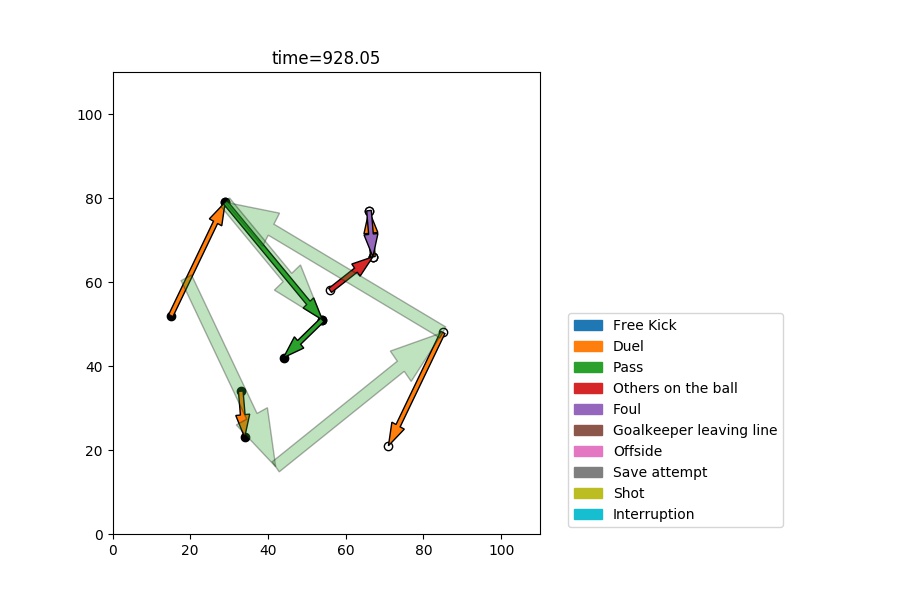 time=928.05
100
80
60
40
20
0
0 20 40 60 80 100
Free Kick
Duel
Pass
Others on the ball
Foul
Goalkeeper leaving line
Offside
Save attempt
Shot
Interruption